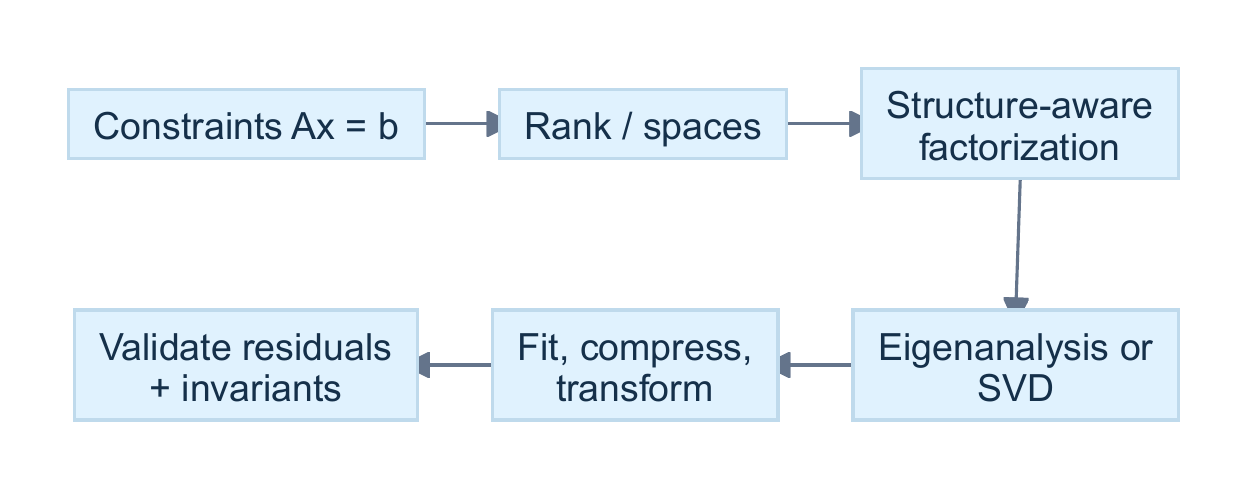 Constraints Ax = b
Rank / spaces
Structure-aware
factorization
Eigenanalysis or
SVD
Fit, compress,
transform
Validate residuals
+ invariants